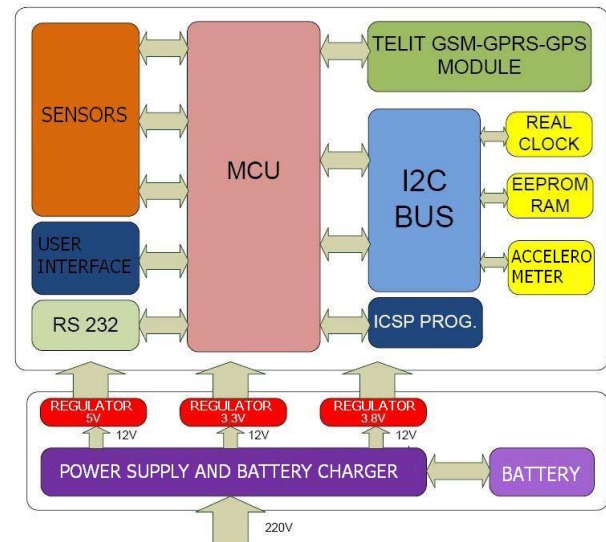 TELIT GSM-GPRS-GPS
MODULE
SENSORS
MCU
REAL
CLOCK
I2C
BUS
EEPROM
RAM
USER
INTERFACE
ACCELERO
METER
RS 232
ICSP PROG.
REGULATOR
5V
REGULATOR
3.3V
REGULATOR
3.8V
12V
12V
12V
POWER SUPPLY AND BATTERY CHARGER
BATTERY
220V